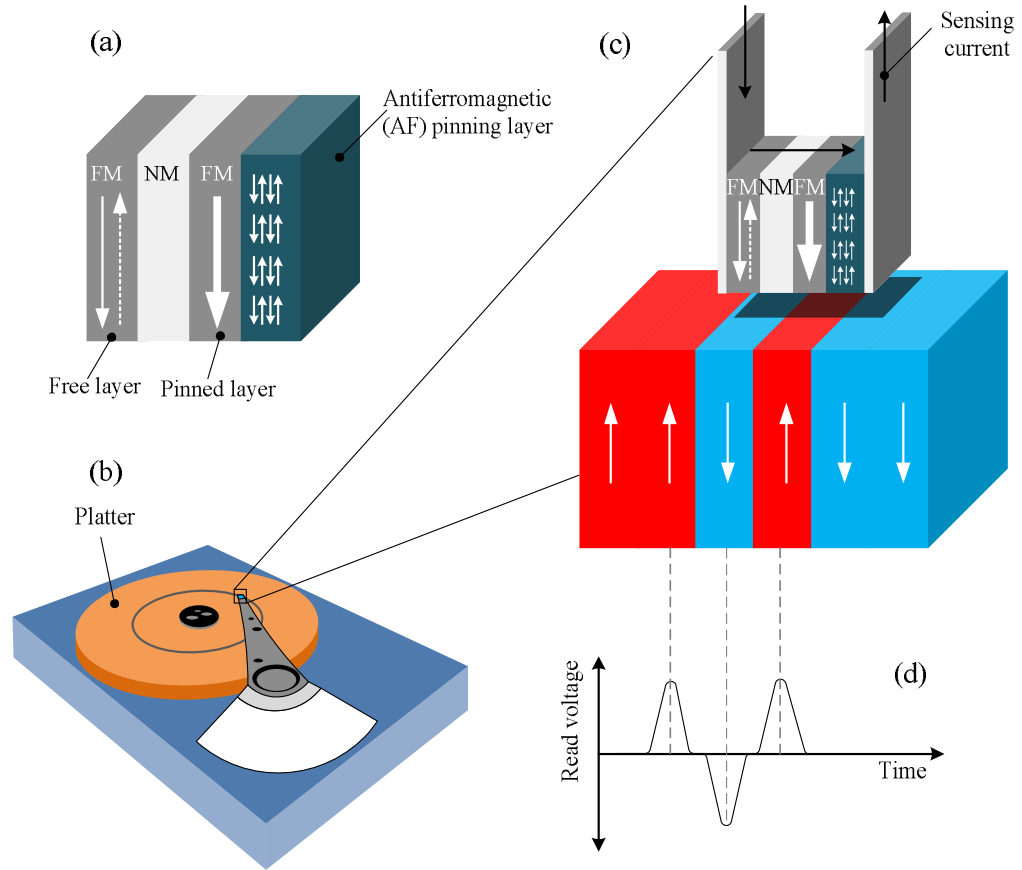 (a)
Antiferromagnetic
(AF) pinning layer
FM
NM
FM
Free layer
Pinned layer
(b)
Platter
(c)
Sensing
current
FM
NM
FM
(d)
Read voltage
Time